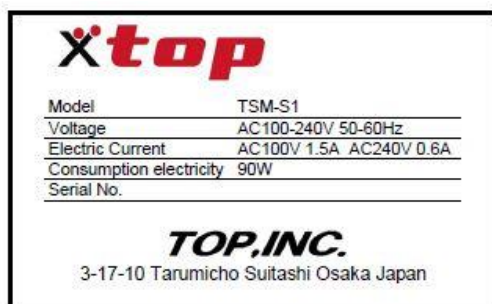 xtop
Model TSM-S1
Voltage AC100-240V 50-60Hz
Electric Current AC100V 1.5A AC240V 0.6A
Consumption electricity 90W
Serial No.
TOP,INC.
3-17-10 Tarumicho Suitashi Osaka Japan